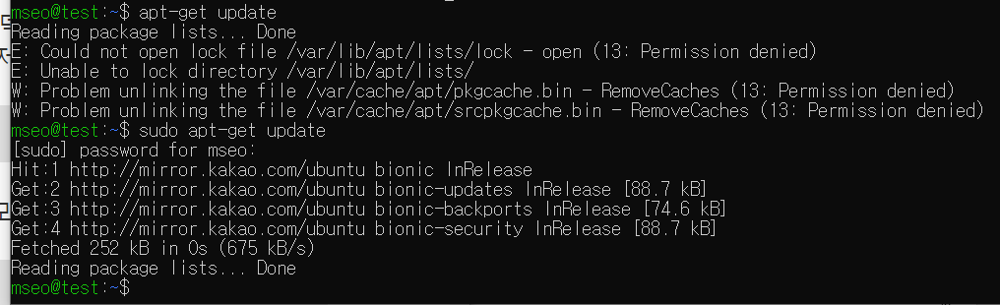 mseo@test:~$ apt-get update
Reading package lists... Done
E: Could not open lock file /var/lib/apt/lists/lock - open (13: Permission denied)
E: Unable to lock directory /var/lib/apt/lists/
W: Problem unlinking the file /var/cache/apt/pkgcache.bin - RemoveCaches (13: Permission denied)
W: Problem unlinking the file /var/cache/apt/srcpkgcache.bin - RemoveCaches (13: Permission denied)
mseo@test:~$ sudo apt-get update
[sudo] password for mseo:
Hit:1 http://mirror.kakao.com/ubuntu bionic InRelease
Get:2 http://mirror.kakao.com/ubuntu bionic-updates InRelease [88.7 kB]
Get:3 http://mirror.kakao.com/ubuntu bionic-backports InRelease [74.6 kB]
Get:4 http://mirror.kakao.com/ubuntu bionic-security InRelease [88.7 kB]
Fetched 252 kB in 0s (675 kB/s)
Reading package lists... Done
mseo@test:~$